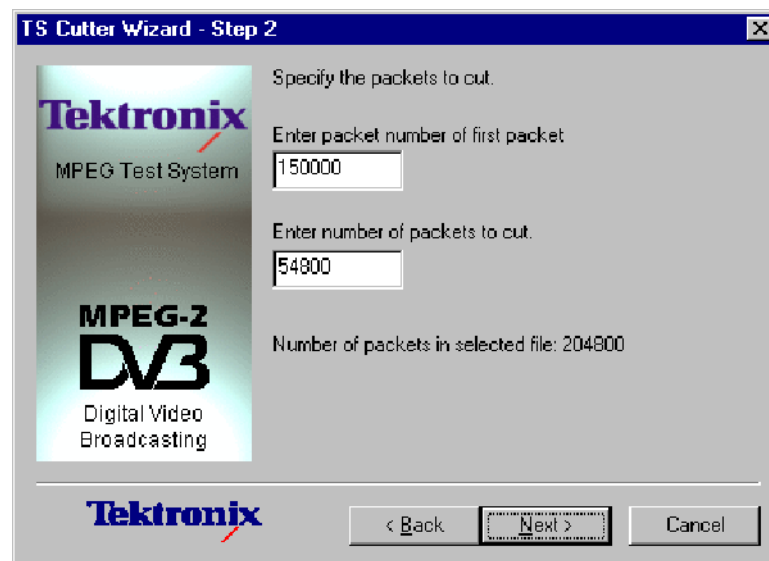 TS Cutter Wizard - Step 2
Tektronix
MPEG Test System
MPEG-2
DVB
Digital Video
Broadcasting
Specify the packets to cut.
Enter packet number of first packet
150000
Enter number of packets to cut.
54800
Number of packets in selected file: 204800
Tektronix
< Back
Next >
Cancel